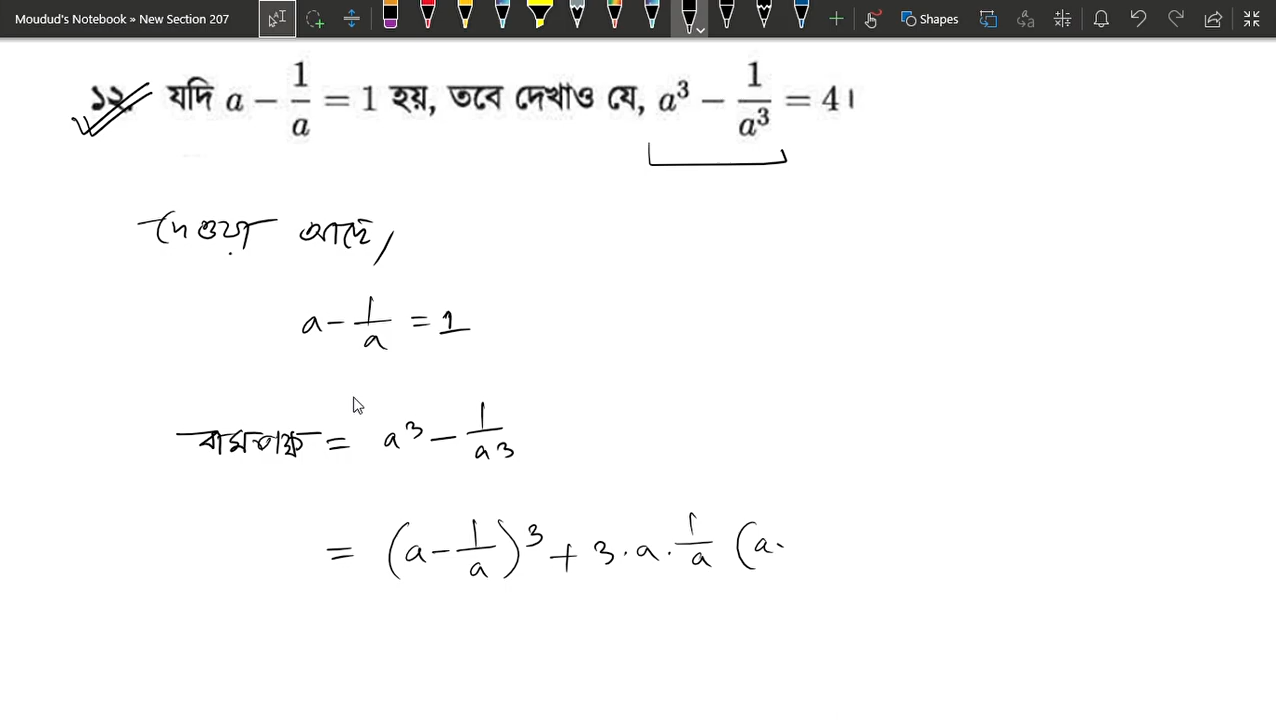 Moudud's Notebook » New Section 207
Shapes
১২. যদি a − 1/a = 1 হয়, তবে দেখাও যে, a³ − 1/a³ = 4।
দেওয়া আছে,
a − 1/a = 1
বামপক্ষ = a³ − 1/a³
= (a − 1/a)³ + 3 · a · 1/a (a ·